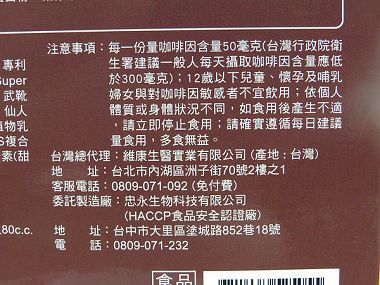 注意事項：每一份量咖啡因含量50毫克(台灣行政院衛
生署建議一般人每天攝取咖啡因含量應低
於300毫克)；12歲以下兒童、懷孕及哺乳
婦女與對咖啡因敏感者不宜飲用；依個人
體質或身體狀況不同，如食用後產生不適
，請立即停止食用；請確實遵循每日建議
量食用，多食無益。
專利
Super
武靴
仙人
植物乳
S複合
素(甜
台灣總代理：維康生醫實業有限公司 (產地：台灣)
地　　址：台北市內湖區洲子街70號2樓之1
客服電話：0809-071-092 (免付費)
委託製造廠：忠永生物科技有限公司
(HACCP食品安全認證廠)
180c.c.
地　　址：台中市大里區塗城路852巷18號
電　　話：0809-071-232
食品